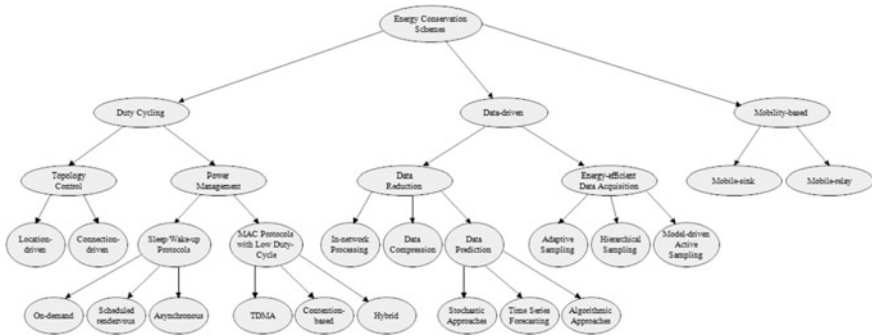 Energy Conservation
Schemes
Duty Cycling
Data-driven
Mobility-based
Topology
Control
Power
Management
Data
Reduction
Energy-efficient
Data Acquisition
Mobile-sink
Mobile-relay
Location-
driven
Connection-
driven
Sleep/Wake-up
Protocols
MAC Protocols
with Low Duty-
Cycle
In-network
Processing
Data
Compression
Data
Prediction
Adaptive
Sampling
Hierarchical
Sampling
Model-driven
Active
Sampling
On-demand
Scheduled
rendezvous
Asynchronous
TDMA
Contention-
based
Hybrid
Stochastic
Approaches
Time Series
Forecasting
Algorithmic
Approaches